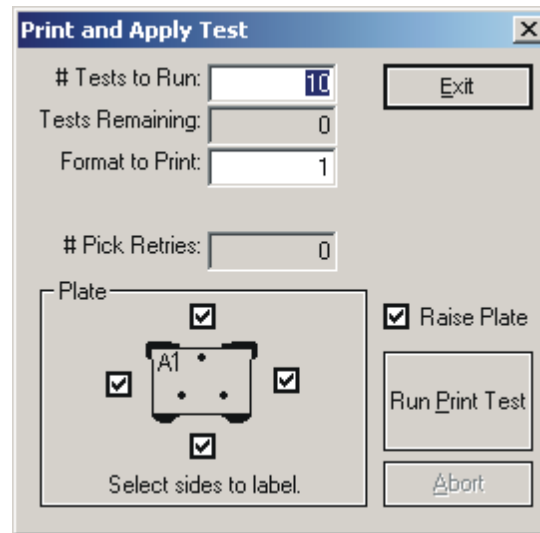 Print and Apply Test
# Tests to Run: 10
Exit
Tests Remaining: 0
Format to Print: 1
# Pick Retries: 0
Plate
Raise Plate
A1
Run Print Test
Select sides to label.
Abort